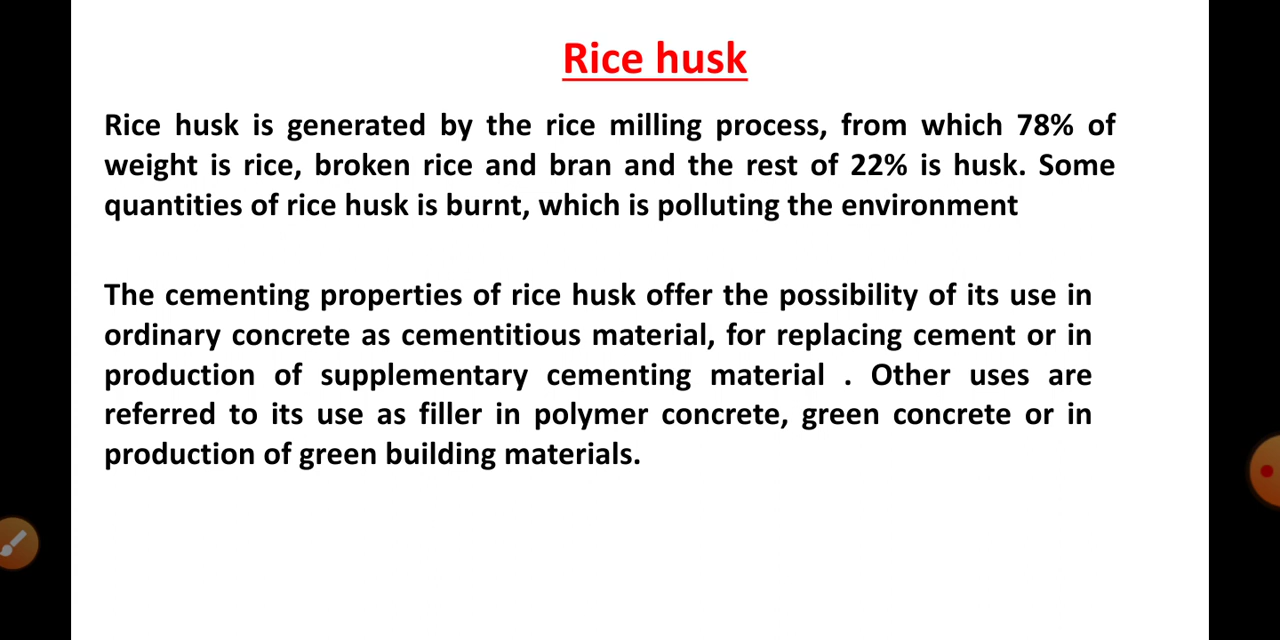 Rice husk
Rice husk is generated by the rice milling process, from which 78% of
weight is rice, broken rice and bran and the rest of 22% is husk. Some
quantities of rice husk is burnt, which is polluting the environment
The cementing properties of rice husk offer the possibility of its use in
ordinary concrete as cementitious material, for replacing cement or in
production of supplementary cementing material . Other uses are
referred to its use as filler in polymer concrete, green concrete or in
production of green building materials.